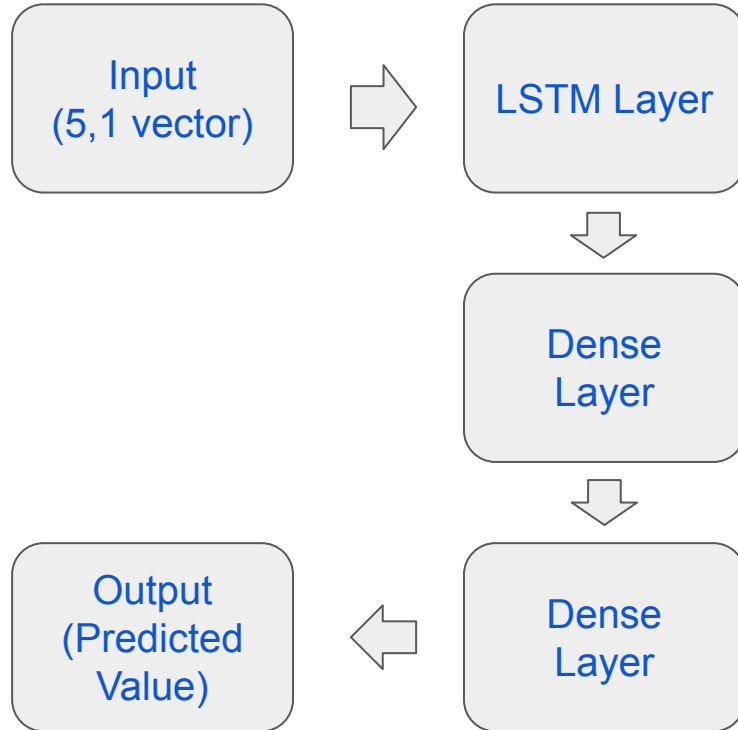 Input
(5,1 vector)
LSTM Layer
Dense
Layer
Dense
Layer
Output
(Predicted
Value)